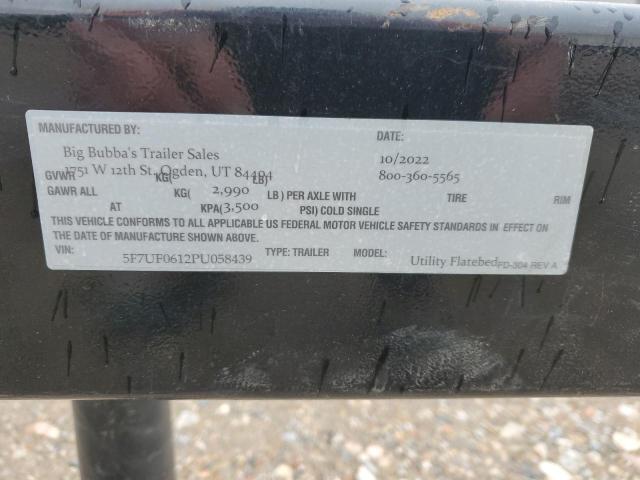 MANUFACTURED BY: DATE:
Big Bubba's Trailer Sales 10/2022
1751 W 12th St, Ogden, UT 84404 800-360-5565
GVWR KG( LB)
GAWR ALL KG( 2,990 LB) PER AXLE WITH TIRE RIM
AT KPA(3,500 PSI) COLD SINGLE
THIS VEHICLE CONFORMS TO ALL APPLICABLE US FEDERAL MOTOR VEHICLE SAFETY STANDARDS IN EFFECT ON
THE DATE OF MANUFACTURE SHOWN ABOVE.
VIN: 5F7UF0612PU058439 TYPE: TRAILER MODEL: Utility Flatebed FD-304 REV A